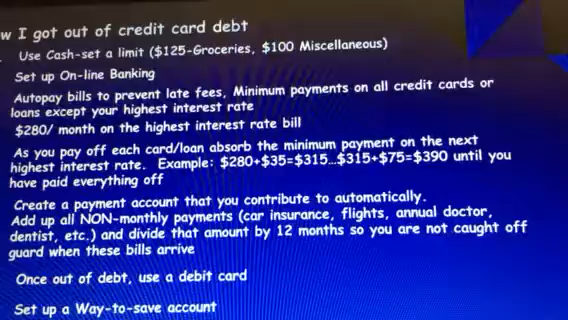 w I got out of credit card debt
Use Cash-set a limit ($125-Groceries, $100 Miscellaneous)
Set up On-line Banking
Autopay bills to prevent late fees, Minimum payments on all credit cards or
loans except your highest interest rate
$280/ month on the highest interest rate bill
As you pay off each card/loan absorb the minimum payment on the next
highest interest rate. Example: $280+$35=$315...$315+$75=$390 until you
have paid everything off
Create a payment account that you contribute to automatically.
Add up all NON-monthly payments (car insurance, flights, annual doctor,
dentist, etc.) and divide that amount by 12 months so you are not caught off
guard when these bills arrive
Once out of debt, use a debit card
Set up a Way-to-save account